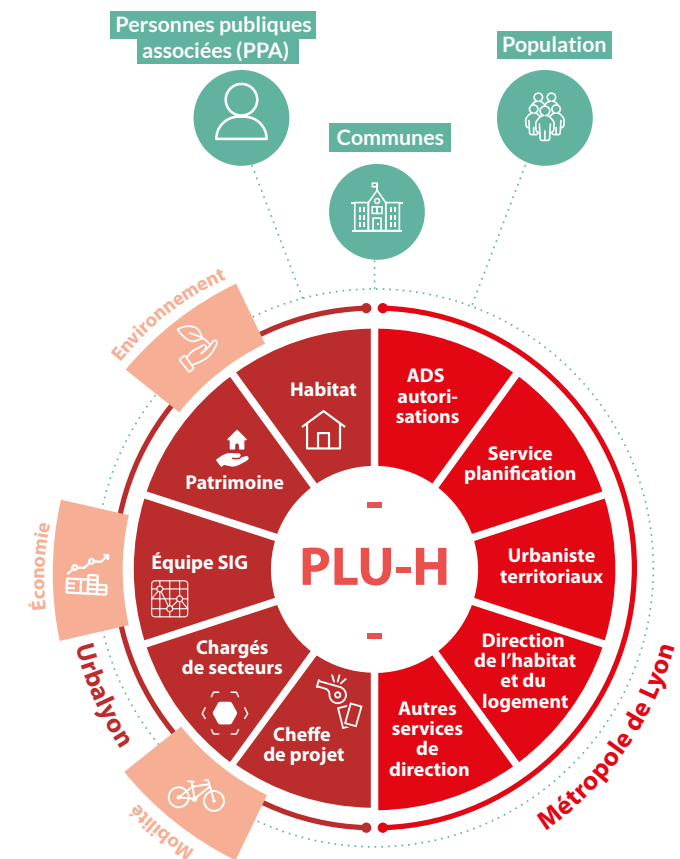 Personnes publiques
associées (PPA)
Population
Communes
Environnement
Habitat
ADS
autori-
sations
Patrimoine
Service
planification
Économie
Équipe SIG
PLU-H
Urbaniste
territoriaux
Chargés
de secteurs
Direction
de l'habitat
et du
logement
Cheffe
de projet
Autres
services
de
direction
Urbalyon
Métropole de Lyon
Mobilité